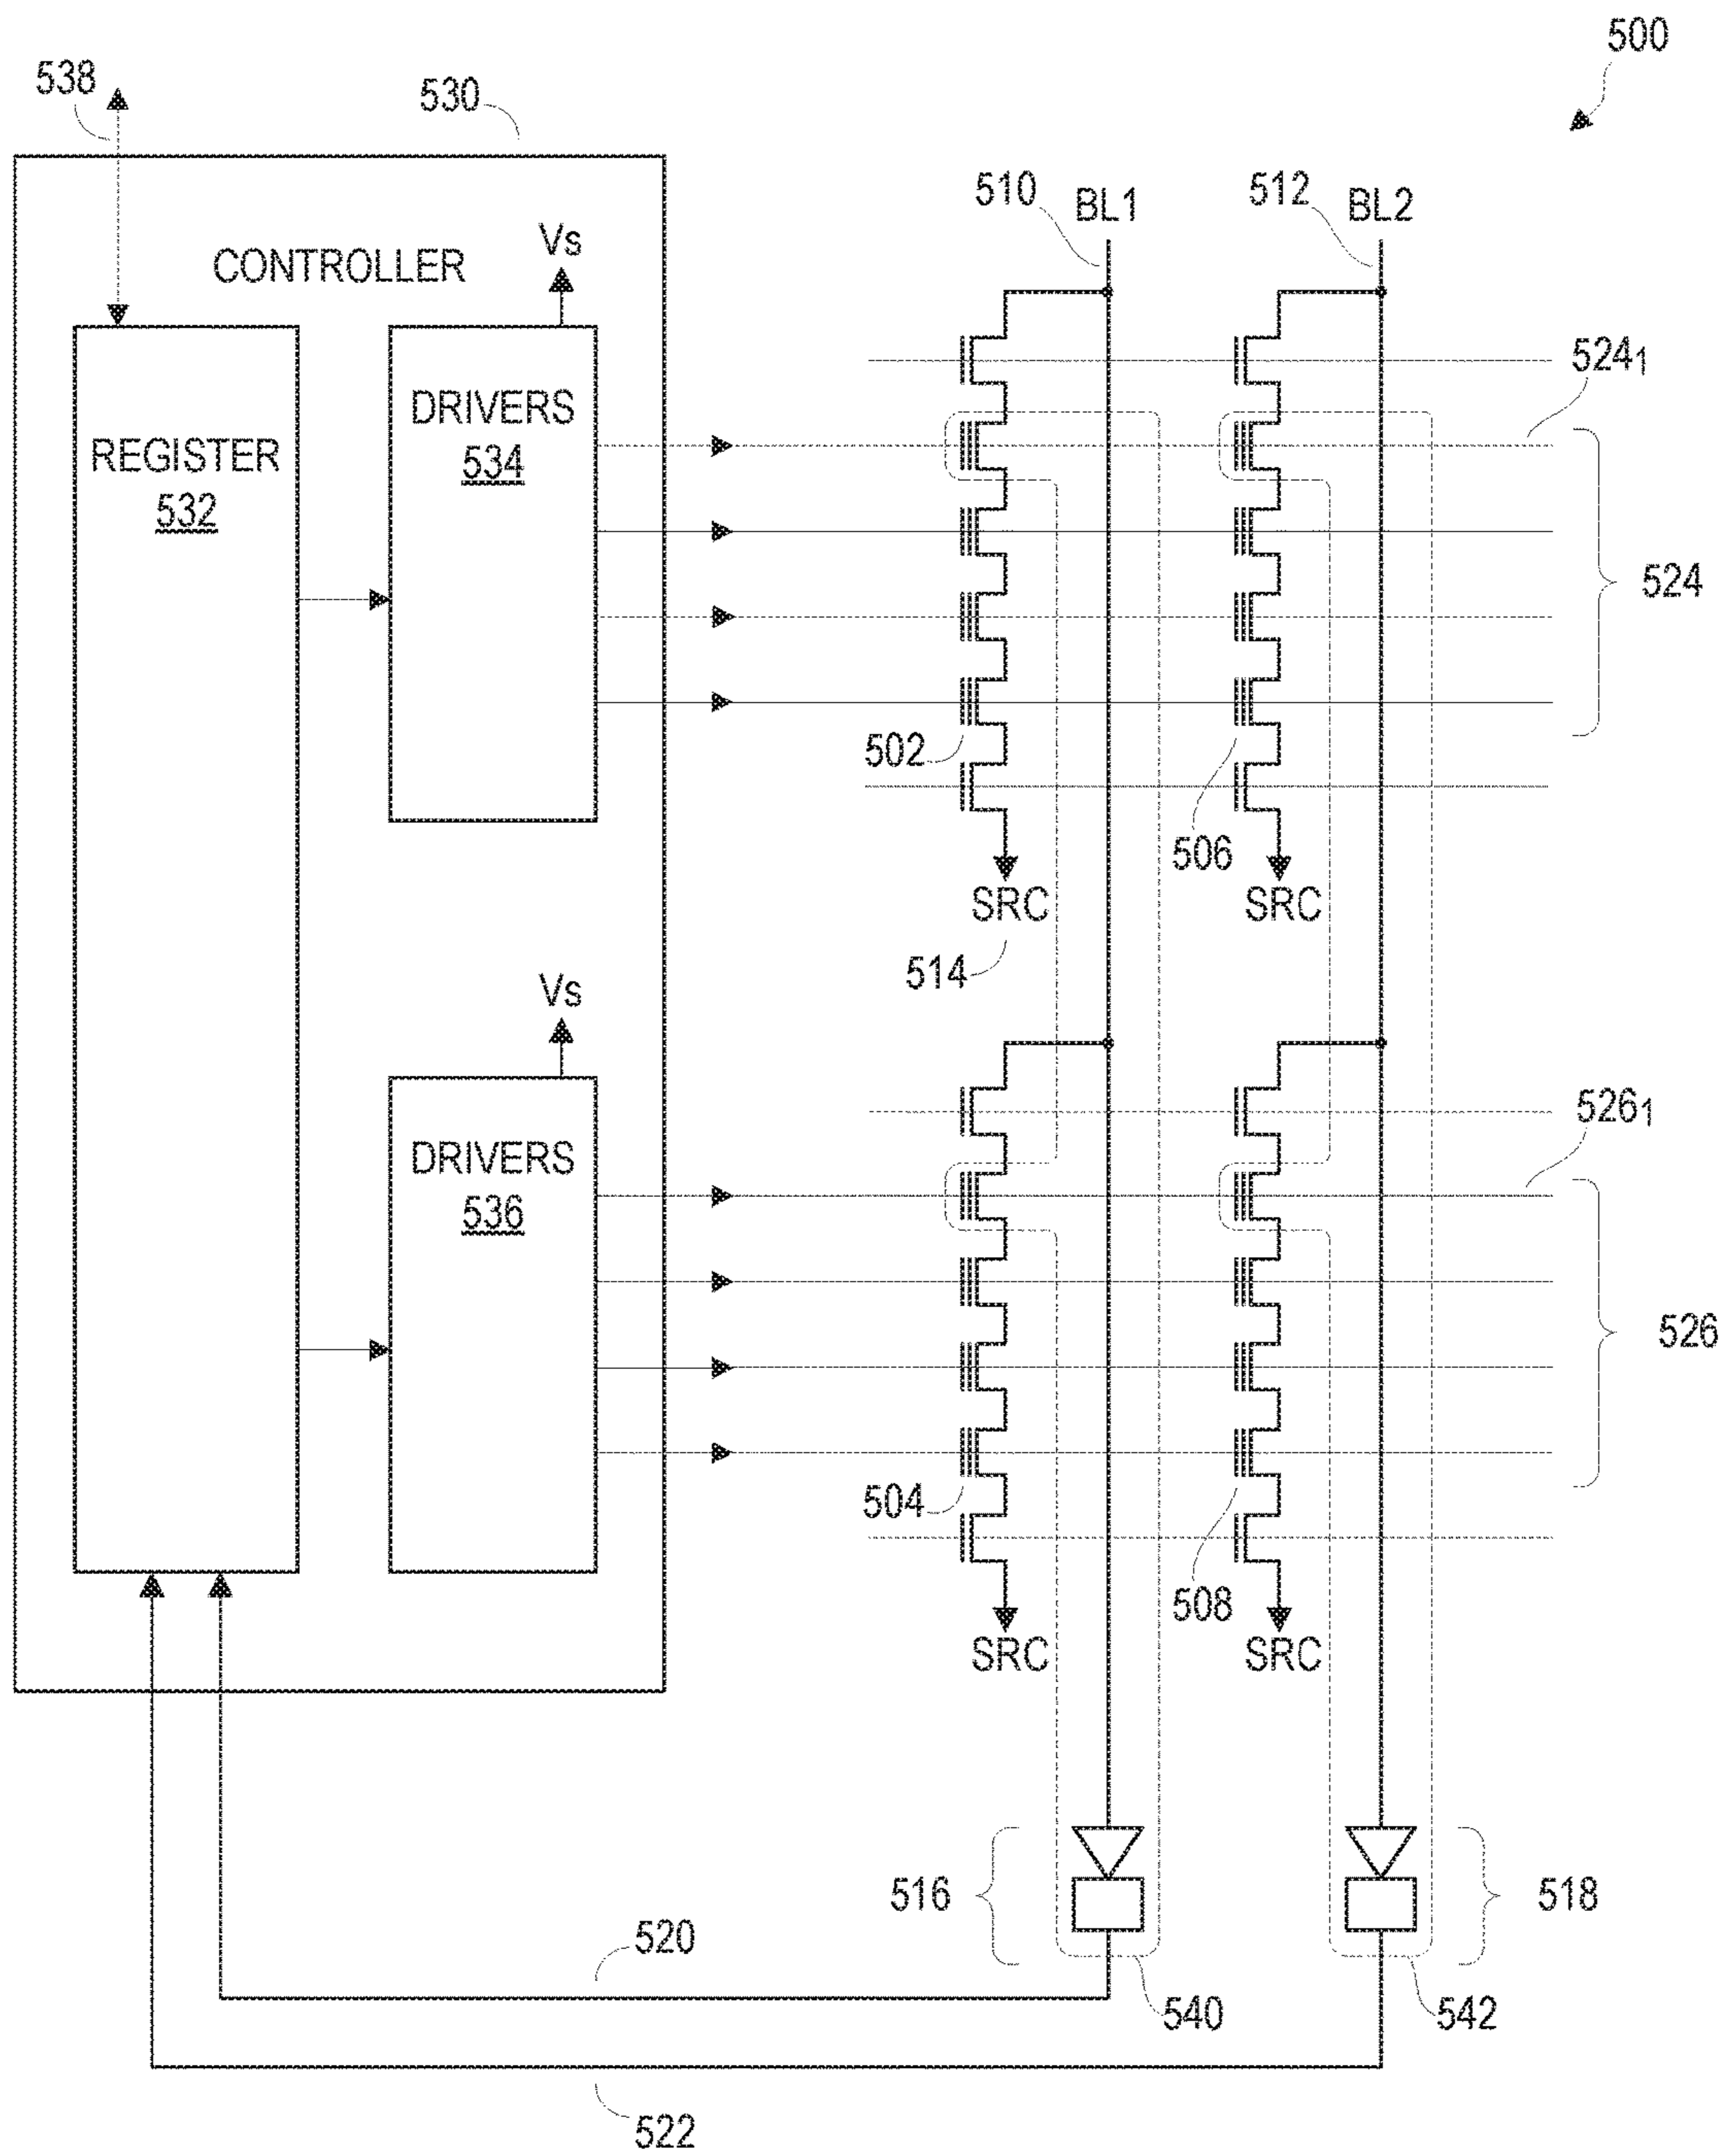 500
538
530
510 BL1
512 BL2
CONTROLLER
Vs
REGISTER
532
DRIVERS
534
524₁
524
502
506
SRC
SRC
514
Vs
DRIVERS
536
526₁
526
504
508
SRC
SRC
516
518
520
540
542
522